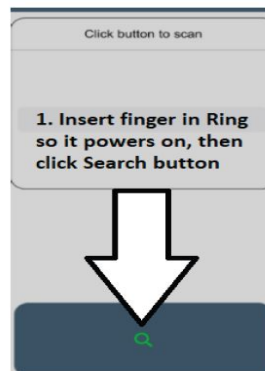 Click button to scan
1. Insert finger in Ring
so it powers on, then
click Search button